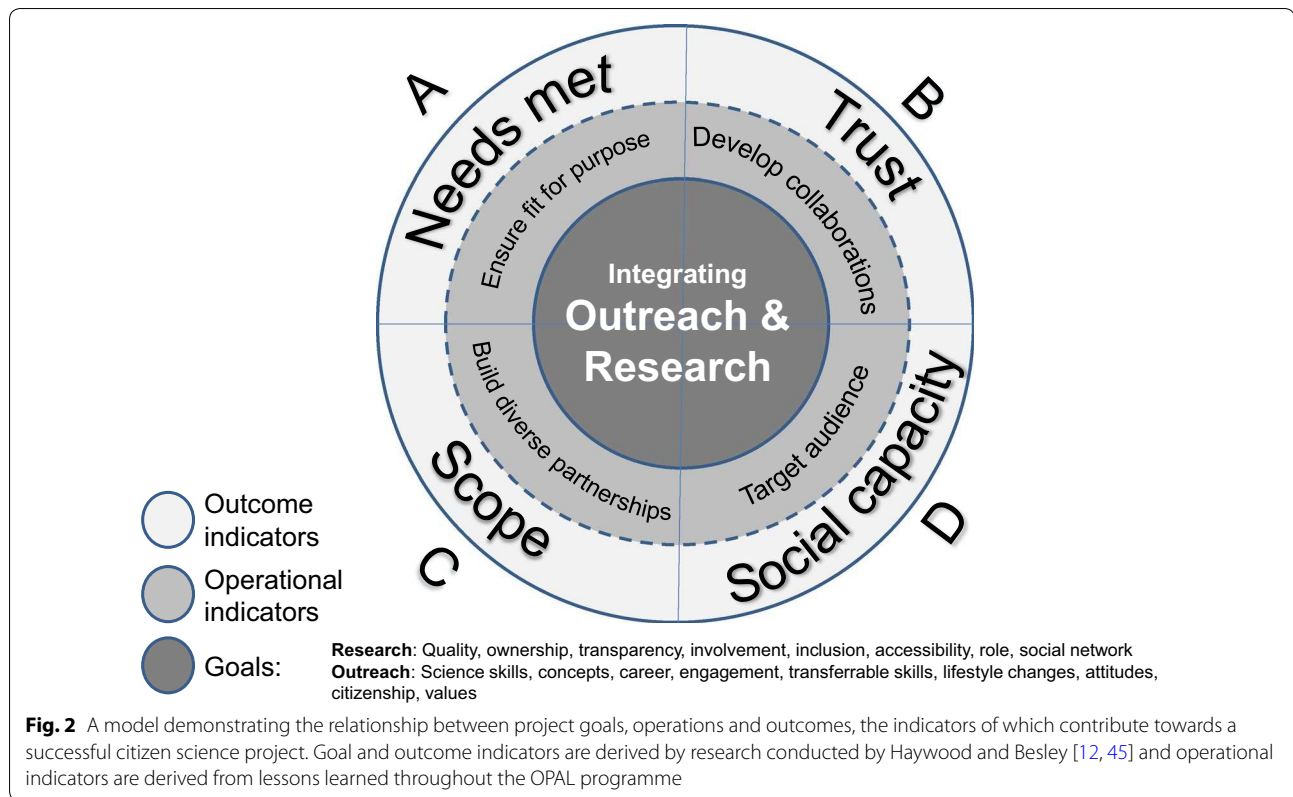 A
B
Needs met
Trust
Ensure fit for purpose
Develop collaborations
Integrating
Outreach &
Research
Build diverse partnerships
Target audience
Scope
Social capacity
C
D
Outcome
indicators
Operational
indicators
Goals:
Research: Quality, ownership, transparency, involvement, inclusion, accessibility, role, social network
Outreach: Science skills, concepts, career, engagement, transferrable skills, lifestyle changes, attitudes,
citizenship, values
Fig. 2 A model demonstrating the relationship between project goals, operations and outcomes, the indicators of which contribute towards a
successful citizen science project. Goal and outcome indicators are derived by research conducted by Haywood and Besley [12, 45] and operational
indicators are derived from lessons learned throughout the OPAL programme